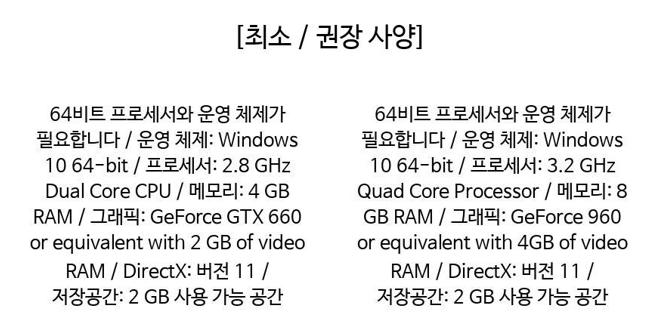 [최소 / 권장 사양]
64비트 프로세서와 운영 체제가
필요합니다 / 운영 체제: Windows
10 64-bit / 프로세서: 2.8 GHz
Dual Core CPU / 메모리: 4 GB
RAM / 그래픽: GeForce GTX 660
or equivalent with 2 GB of video
RAM / DirectX: 버전 11 /
저장공간: 2 GB 사용 가능 공간
64비트 프로세서와 운영 체제가
필요합니다 / 운영 체제: Windows
10 64-bit / 프로세서: 3.2 GHz
Quad Core Processor / 메모리: 8
GB RAM / 그래픽: GeForce 960
or equivalent with 4GB of video
RAM / DirectX: 버전 11 /
저장공간: 2 GB 사용 가능 공간